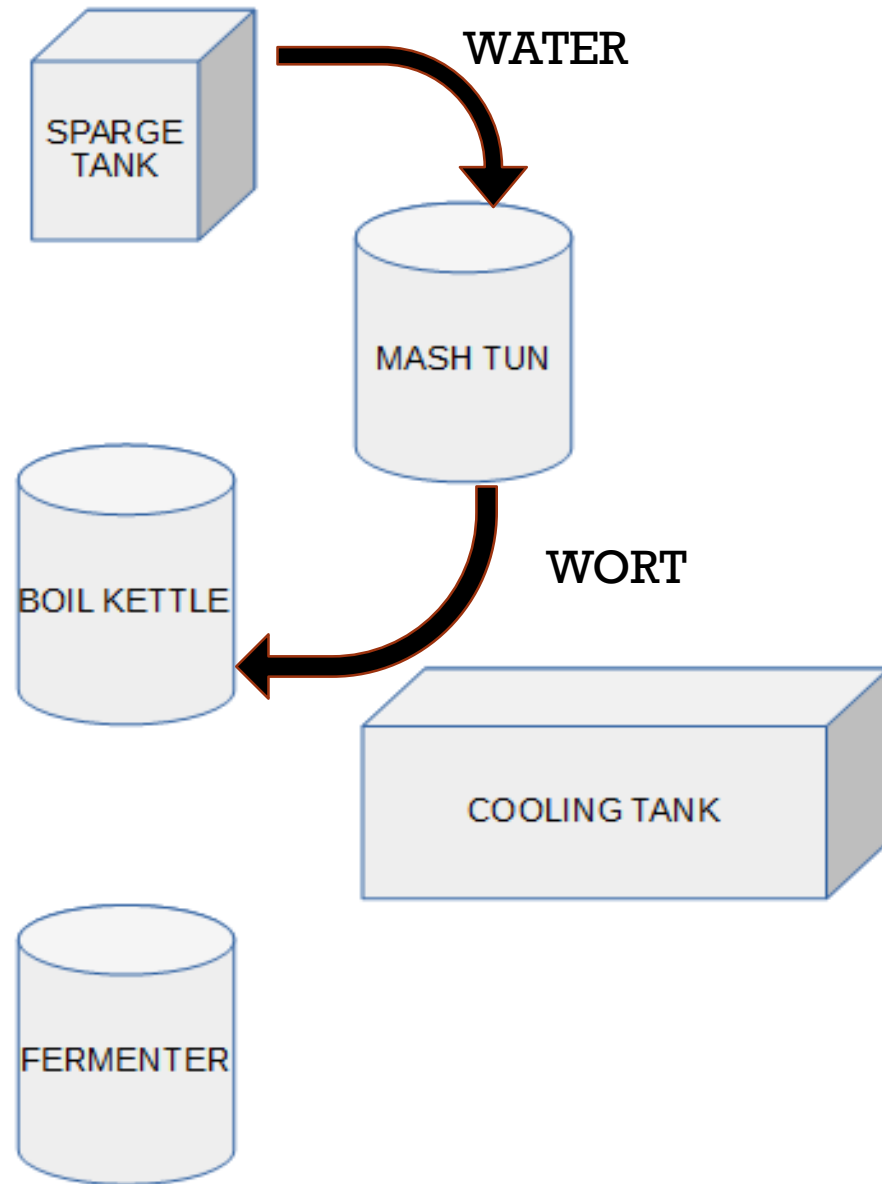 WATER
SPARGE
TANK
MASH TUN
WORT
BOIL KETTLE
COOLING TANK
FERMENTER